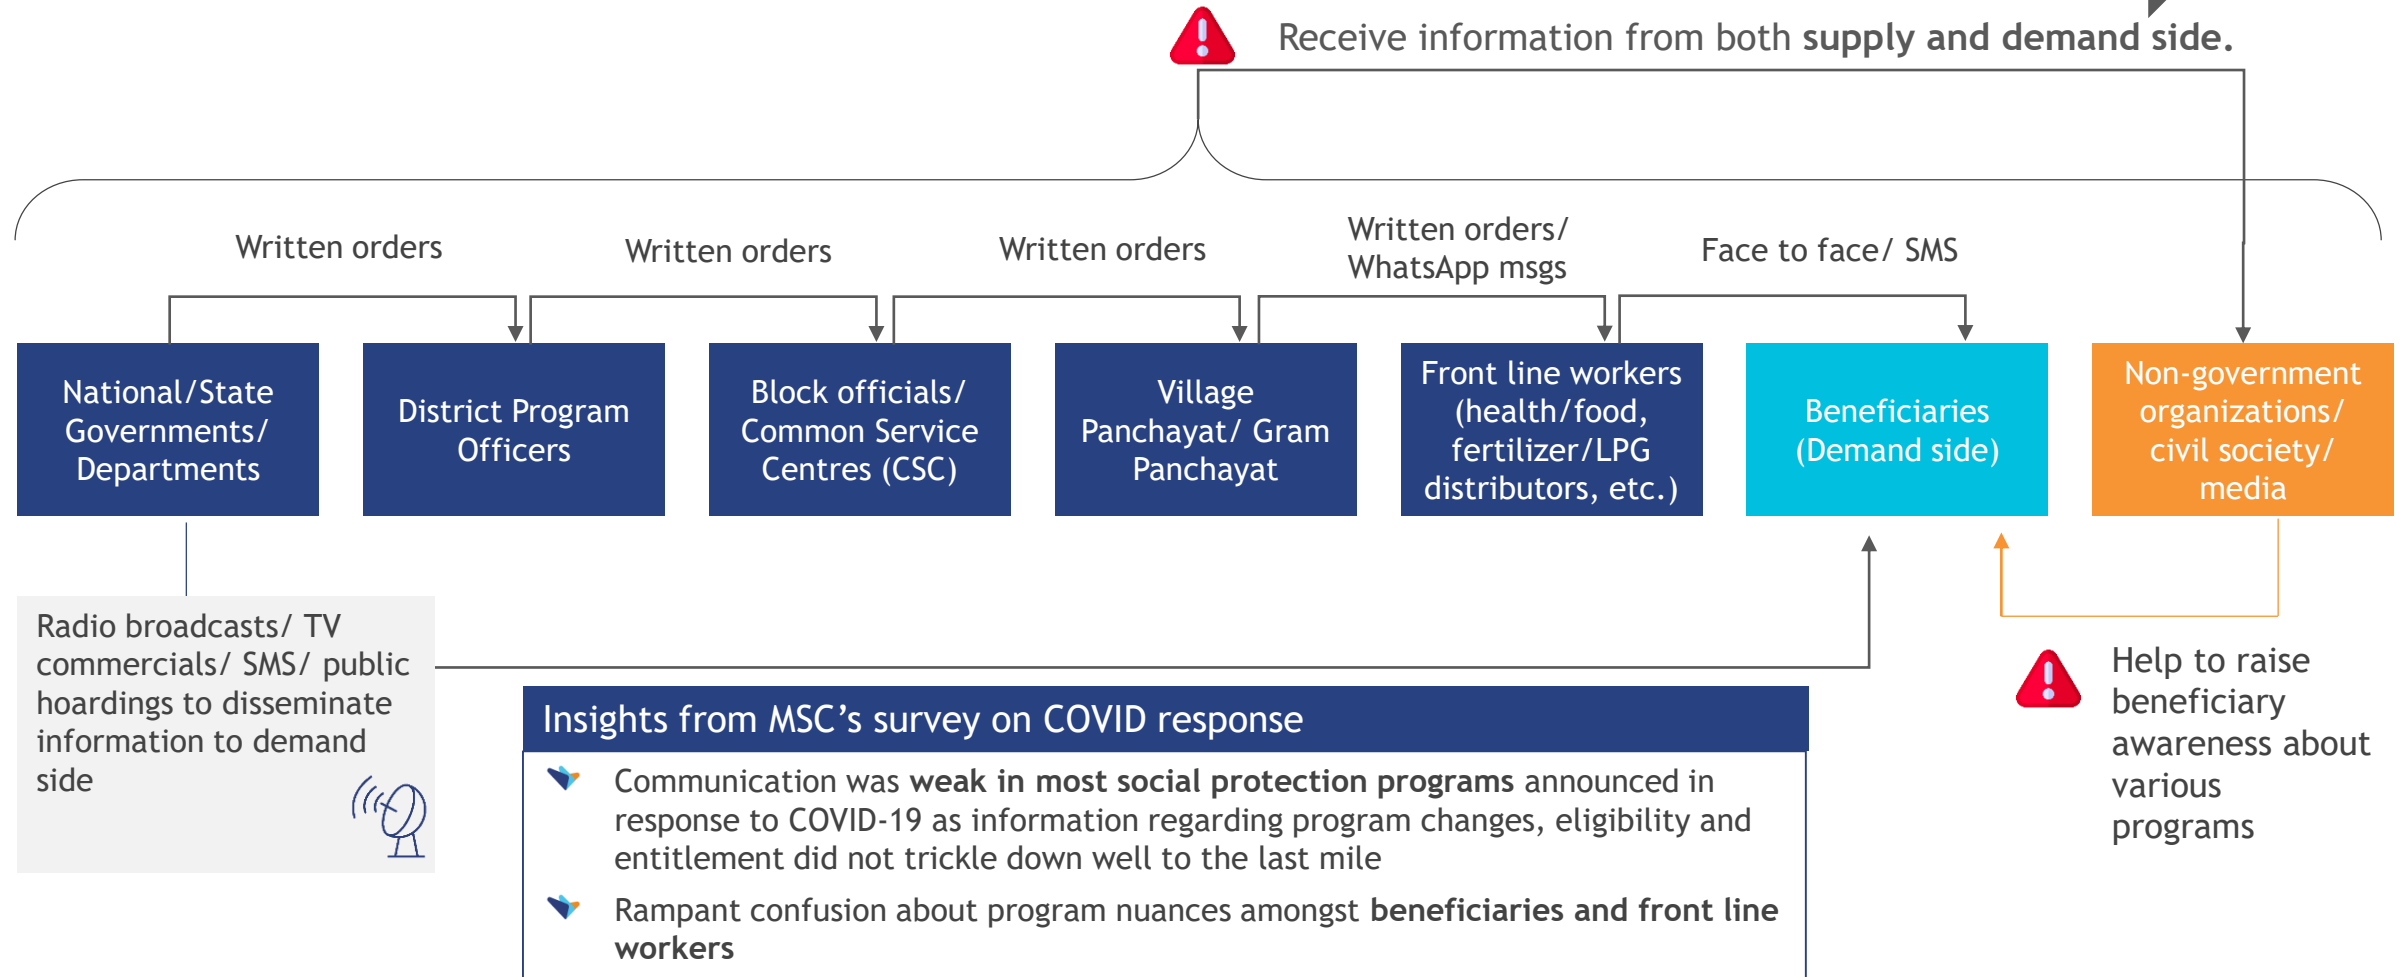 Receive information from both supply and demand side.
Written orders
Written orders
Written orders
Written orders/
WhatsApp msgs
Face to face/ SMS
National/State
Governments/
Departments
District Program
Officers
Block officials/
Common Service
Centres (CSC)
Village
Panchayat/ Gram
Panchayat
Front line workers
(health/food,
fertilizer/LPG
distributors, etc.)
Beneficiaries
(Demand side)
Non-government
organizations/
civil society/
media
Radio broadcasts/ TV
commercials/ SMS/ public
hoardings to disseminate
information to demand
side
Help to raise
beneficiary
awareness about
various
programs
Insights from MSC’s survey on COVID response
Communication was weak in most social protection programs announced in
response to COVID-19 as information regarding program changes, eligibility and
entitlement did not trickle down well to the last mile
Rampant confusion about program nuances amongst beneficiaries and front line
workers